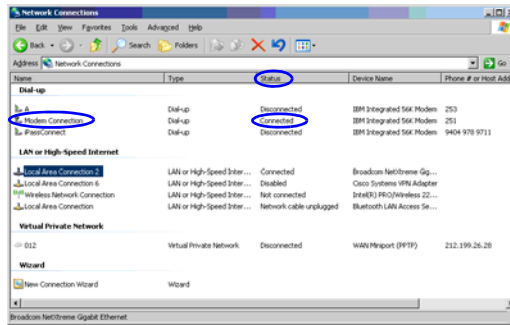 Network Connections
File Edit View Favorites Tools Advanced Help
Back Search Folders
Address Network Connections Go
Name Type Status Device Name Phone # or Host Add
Dial-up
A Dial-up Disconnected IBM Integrated 56K Modem 253
Modem Connection Dial-up Connected IBM Integrated 56K Modem 251
iPassConnect Dial-up Disconnected IBM Integrated 56K Modem 9404 978 9711
LAN or High-Speed Internet
Local Area Connection 2 LAN or High-Speed Inter... Connected Broadcom NetXtreme Gig...
Local Area Connection 6 LAN or High-Speed Inter... Disabled Cisco Systems VPN Adapter
Wireless Network Connection LAN or High-Speed Inter... Not connected Intel(R) PRO/Wireless 22...
Local Area Connection LAN or High-Speed Inter... Network cable unplugged Bluetooth LAN Access Se...
Virtual Private Network
012 Virtual Private Network Disconnected WAN Miniport (PPTP) 212.199.26.28
Wizard
New Connection Wizard Wizard
Broadcom NetXtreme Gigabit Ethernet